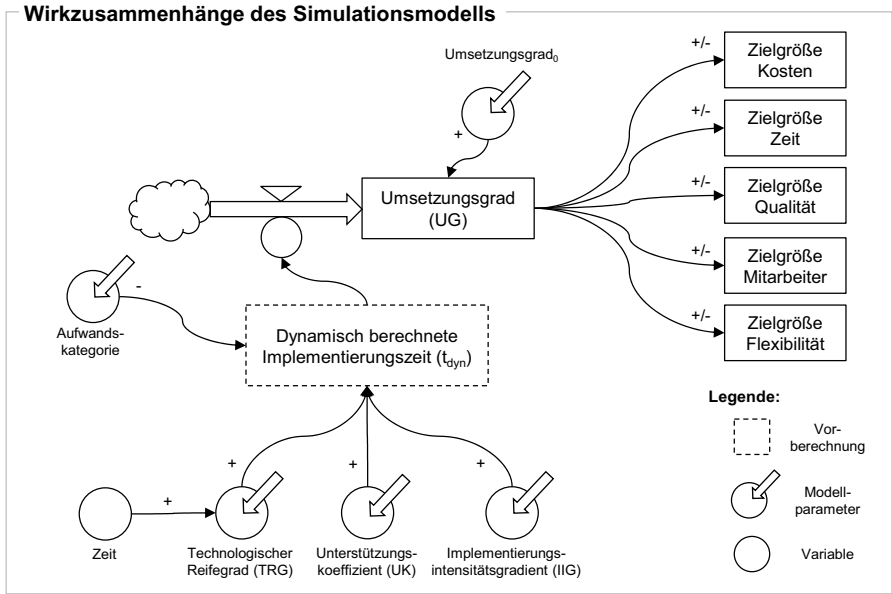 Wirkzusammenhänge des Simulationsmodells
Umsetzungsgrad₀
+
Umsetzungsgrad
(UG)
+/-
Zielgröße
Kosten
+/-
Zielgröße
Zeit
+/-
Zielgröße
Qualität
+/-
Zielgröße
Mitarbeiter
+/-
Zielgröße
Flexibilität
-
Aufwands-
kategorie
Dynamisch berechnete
Implementierungszeit (t_dyn)
+
+
+
+
Zeit
Technologischer
Reifegrad (TRG)
Unterstützungs-
koeffizient (UK)
Implementierungs-
intensitätsgradient (IIG)
Legende:
Vor-
berechnung
Modell-
parameter
Variable